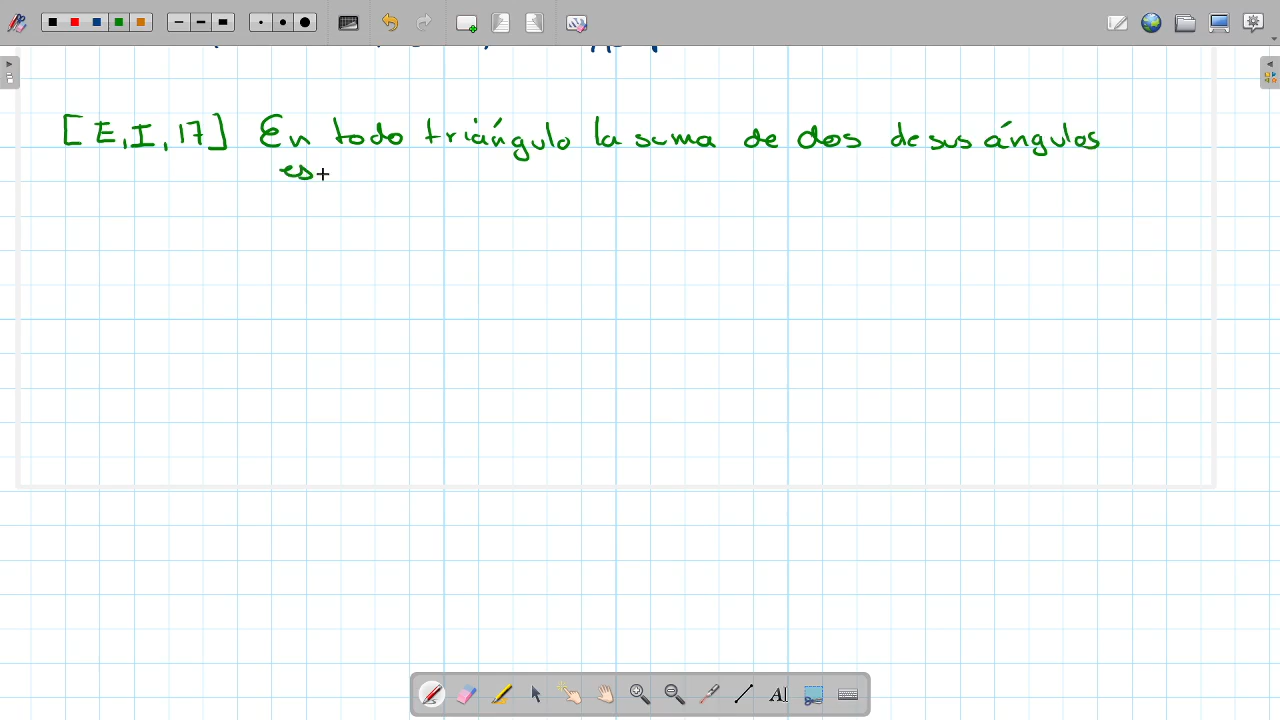 [E, I, 17] En todo triángulo la suma de dos de sus ángulos
es